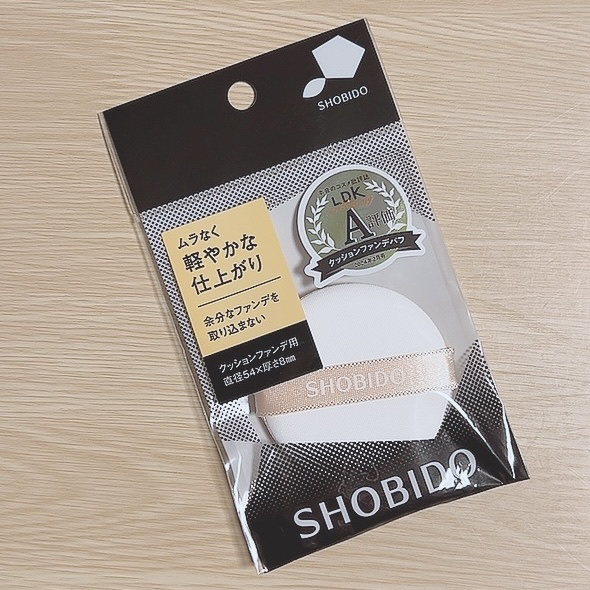 SHOBIDO
ムラなく
軽やかな
仕上がり
余分なファンデを
取り込まない
クッションファンデ用
直径54×厚さ8mm
LDK
A評価
クッションファンデパフ
SHOBIDO
SHOBIDO